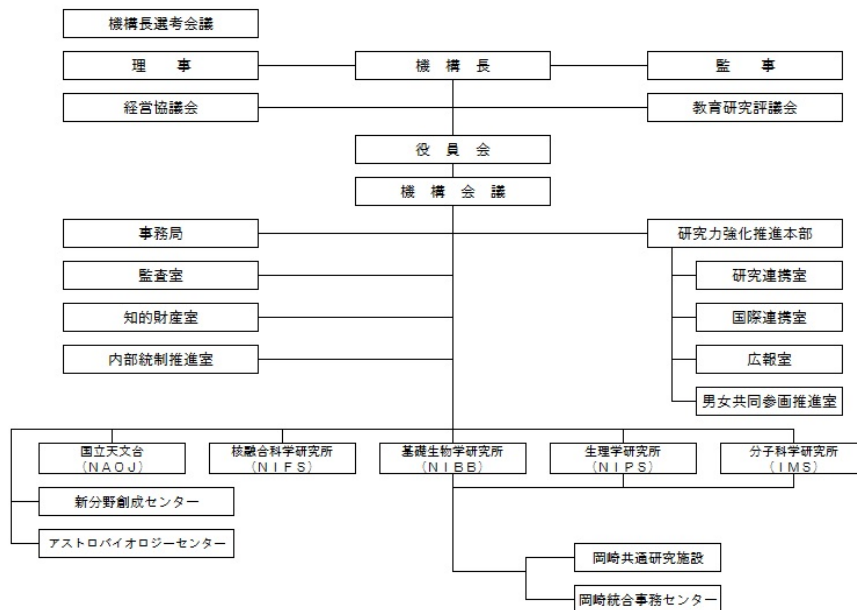 機構長選考会議
理　事
機　構　長
監　事
経営協議会
教育研究評議会
役　員　会
機　構　会　議
事務局
研究力強化推進本部
監査室
研究連携室
知的財産室
国際連携室
内部統制推進室
広報室
男女共同参画推進室
国立天文台
（ＮＡＯＪ）
核融合科学研究所
（ＮＩＦＳ）
基礎生物学研究所
（ＮＩＢＢ）
生理学研究所
（ＮＩＰＳ）
分子科学研究所
（ＩＭＳ）
新分野創成センター
アストロバイオロジーセンター
岡崎共通研究施設
岡崎統合事務センター